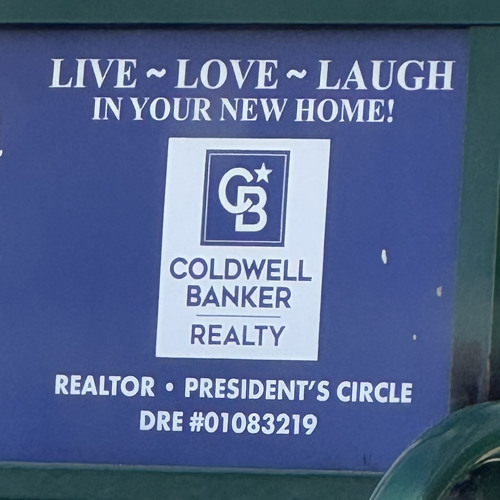 LIVE ~ LOVE ~ LAUGH
IN YOUR NEW HOME!
CB
COLDWELL
BANKER
REALTY
REALTOR • PRESIDENT'S CIRCLE
DRE #01083219